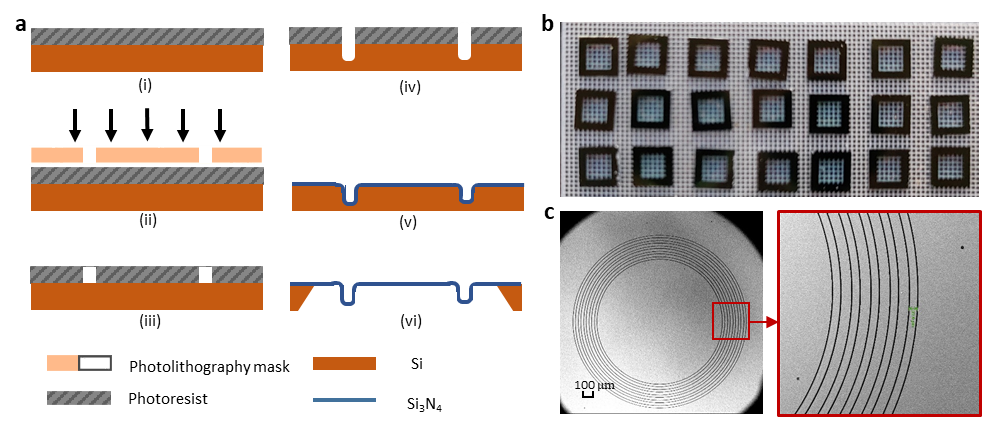 a
(i)
(ii)
(iii)
(iv)
(v)
(vi)
Photolithography mask
Photoresist
Si
Si₃N₄
b
c
100 μm